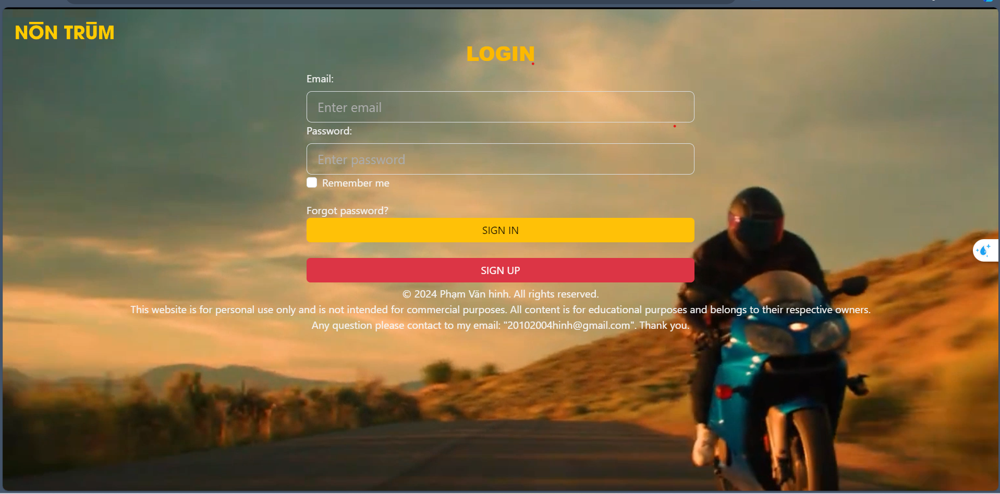 NÓN TRÙM
LOGIN
Email:
Enter email
Password:
Enter password
Remember me
Forgot password?
SIGN IN
SIGN UP
© 2024 Phạm Văn hinh. All rights reserved.
This website is for personal use only and is not intended for commercial purposes. All content is for educational purposes and belongs to their respective owners.
Any question please contact to my email: "20102004hinh@gmail.com". Thank you.